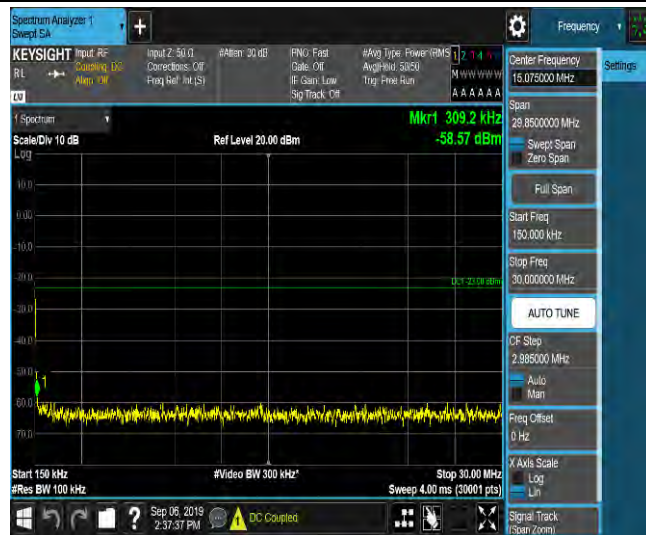 Spectrum Analyzer 1
Swept SA
+
Frequency
KEYSIGHT
Input: RF
Coupling: DC
Align: Off
RL
Input Z: 50 Ω
Corrections: Off
Freq Ref: Int (S)
#Atten: 30 dB
PNO: Fast
Gate: Off
IF Gain: Low
Sig Track: Off
#Avg Type: Power (RMS
Avg|Hold: 50/50
Trig: Free Run
M W W W W W
A A A A A A
Settings
1 Spectrum
Scale/Div 10 dB
Ref Level 20.00 dBm
Mkr1 309.2 kHz
-58.57 dBm
Log
10.0
0.00
-10.0
-20.0
-30.0
-40.0
-50.0
-60.0
-70.0
DL1 -23.00 dBm
1
Start 150 kHz
#Video BW 300 kHz*
Stop 30.00 MHz
#Res BW 100 kHz
Sweep 4.00 ms (30001 pts)
Center Frequency
15.075000 MHz
Span
29.8500000 MHz
Swept Span
Zero Span
Full Span
Start Freq
150.000 kHz
Stop Freq
30.000000 MHz
AUTO TUNE
CF Step
2.985000 MHz
Auto
Man
Freq Offset
0 Hz
X Axis Scale
Log
Lin
Signal Track
(Span Zoom)
?
Sep 06, 2019
2:37:37 PM
DC Coupled